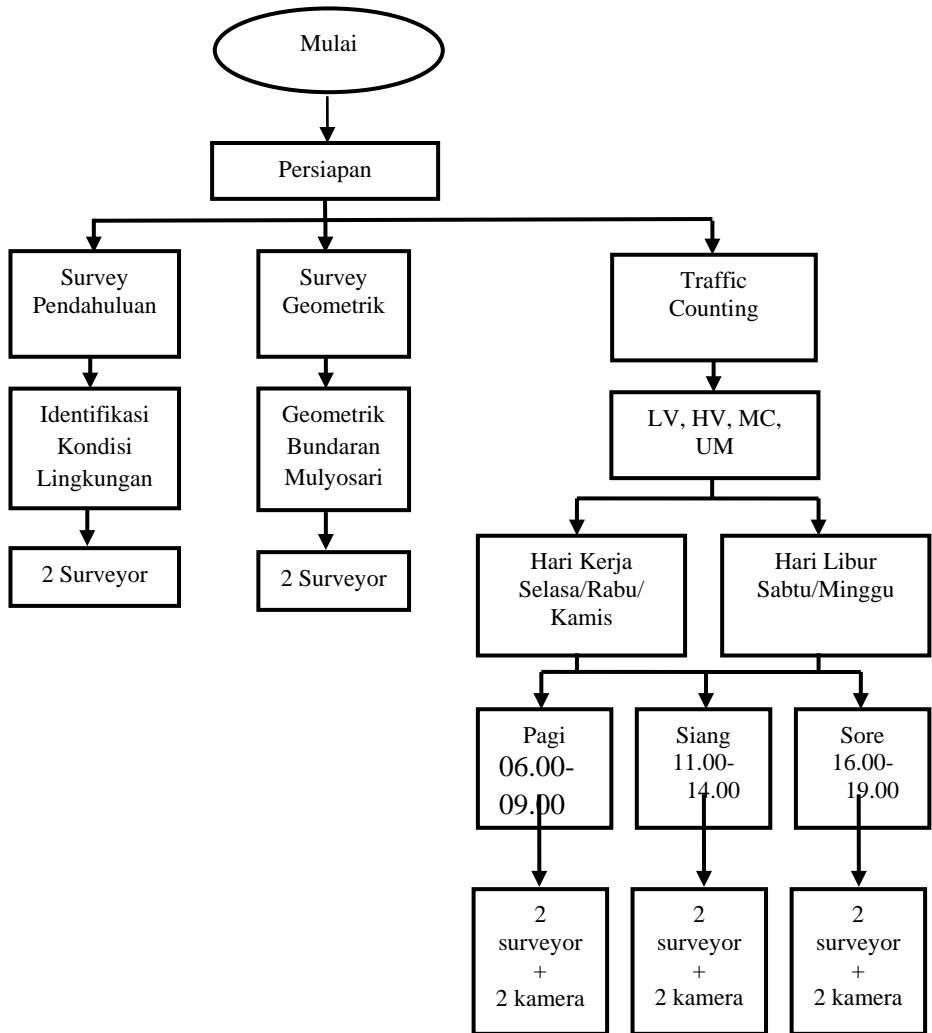 Mulai
Persiapan
Survey
Pendahuluan
Survey
Geometrik
Traffic
Counting
Identifikasi
Kondisi
Lingkungan
Geometrik
Bundaran
Mulyosari
LV, HV, MC,
UM
2 Surveyor
2 Surveyor
Hari Kerja
Selasa/Rabu/
Kamis
Hari Libur
Sabtu/Minggu
Pagi
06.00-
09.00
Siang
11.00-
14.00
Sore
16.00-
19.00
2
surveyor
+
2 kamera
2
surveyor
+
2 kamera
2
surveyor
+
2 kamera